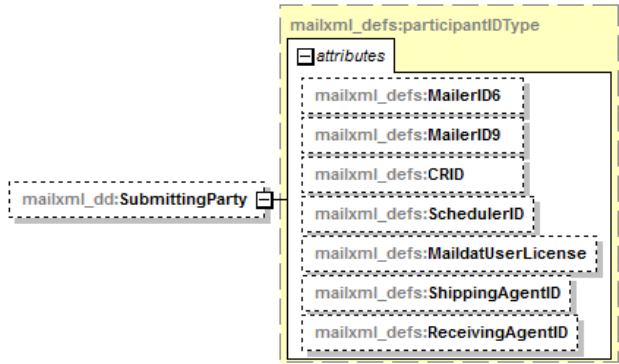 mailxml_defs:participantIDType
attributes
mailxml_defs:MailerID6
mailxml_defs:MailerID9
mailxml_defs:CRID
mailxml_dd:SubmittingParty
mailxml_defs:SchedulerID
mailxml_defs:MaildatUserLicense
mailxml_defs:ShippingAgentID
mailxml_defs:ReceivingAgentID